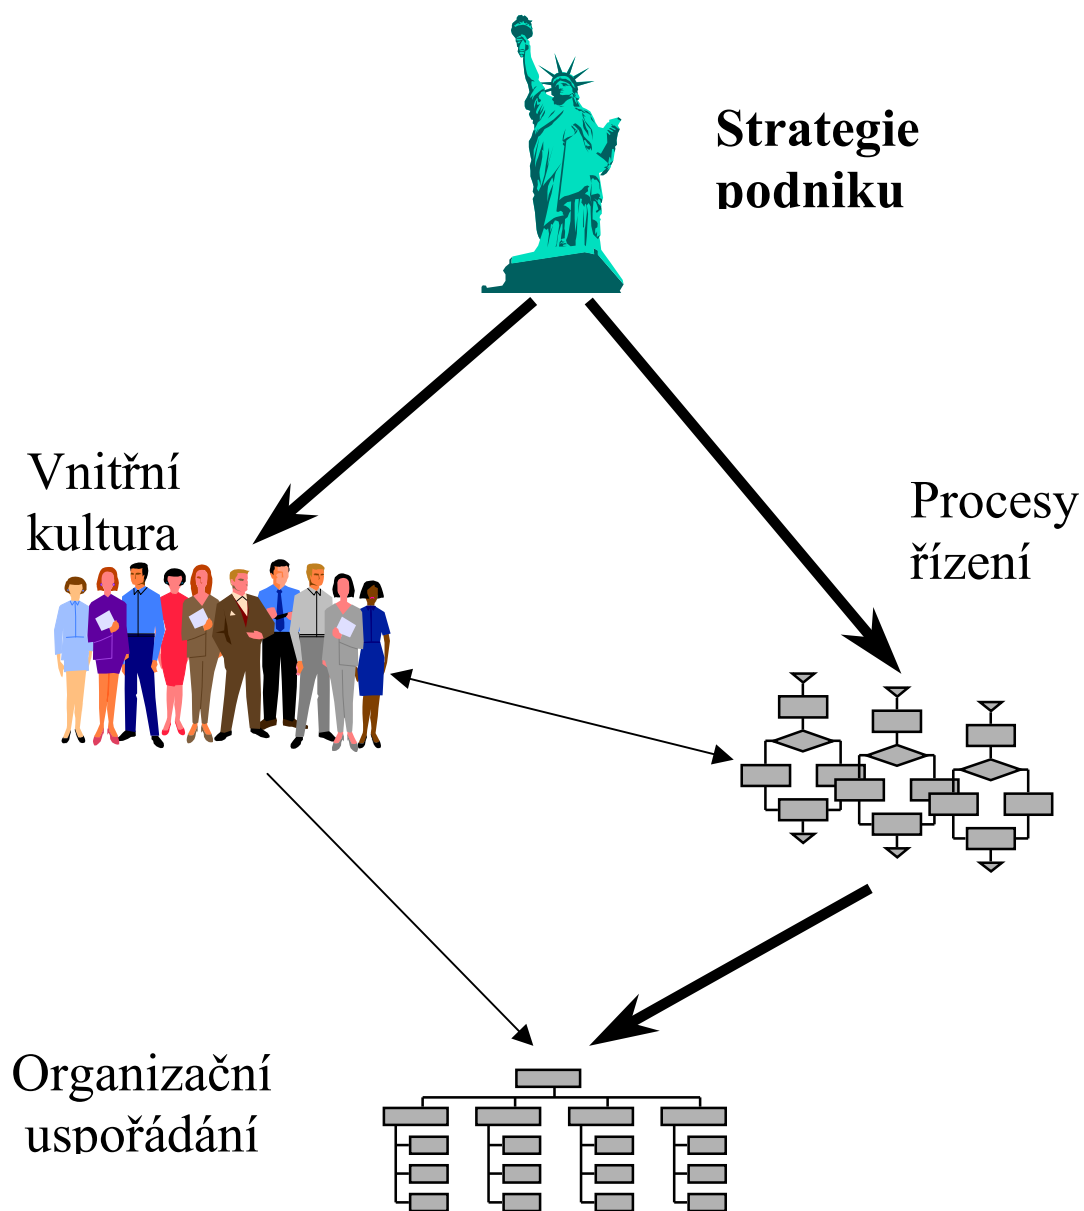 Strategie
podniku
Vnitřní
kultura
Procesy
řízení
Organizační
uspořádání